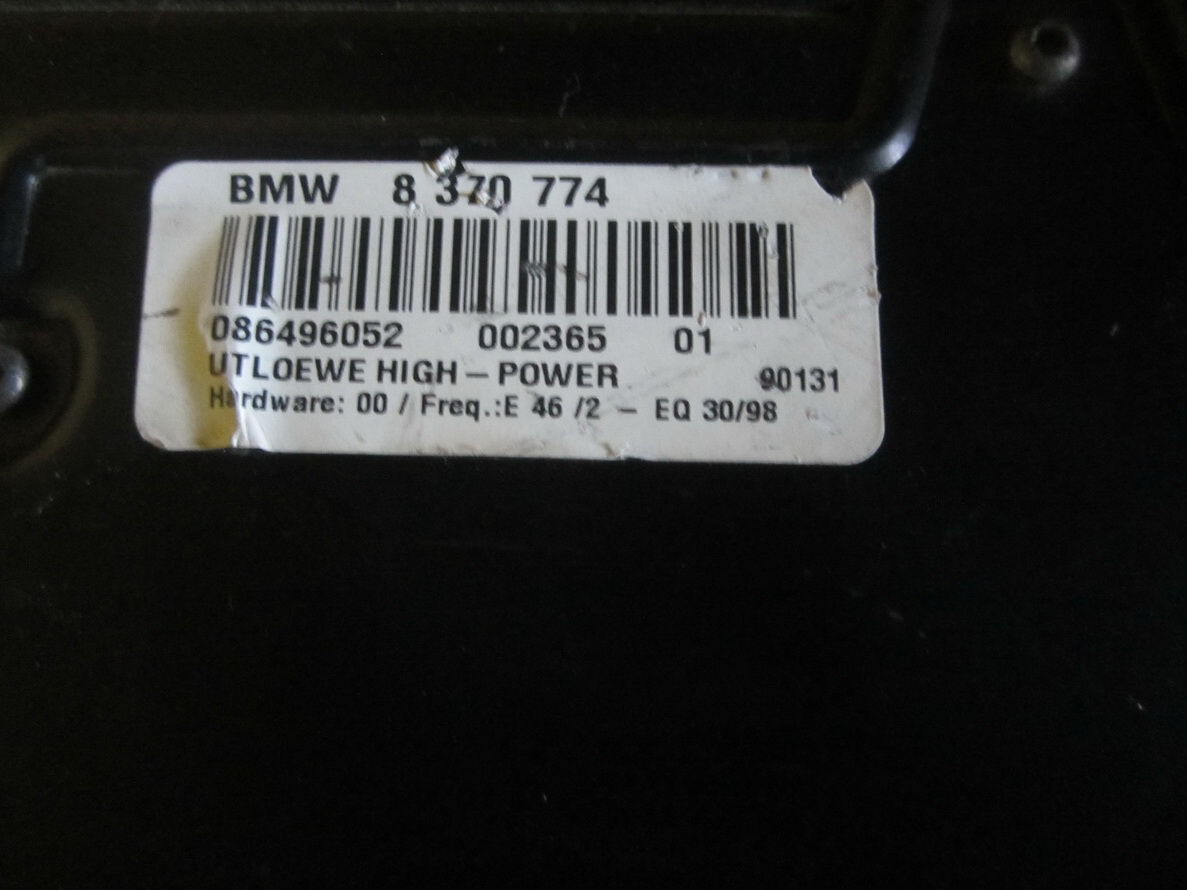 BMW 8 370 774
086496052 002365 01
UTLOEWE HIGH – POWER 90131
Hardware: 00 / Freq.:E 46 /2 – EQ 30/98